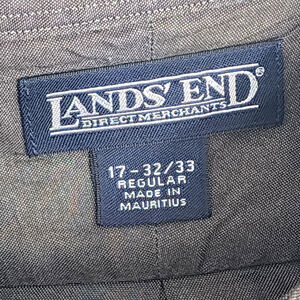 LANDS' END®
DIRECT MERCHANTS
17-32/33
REGULAR
MADE IN
MAURITIUS